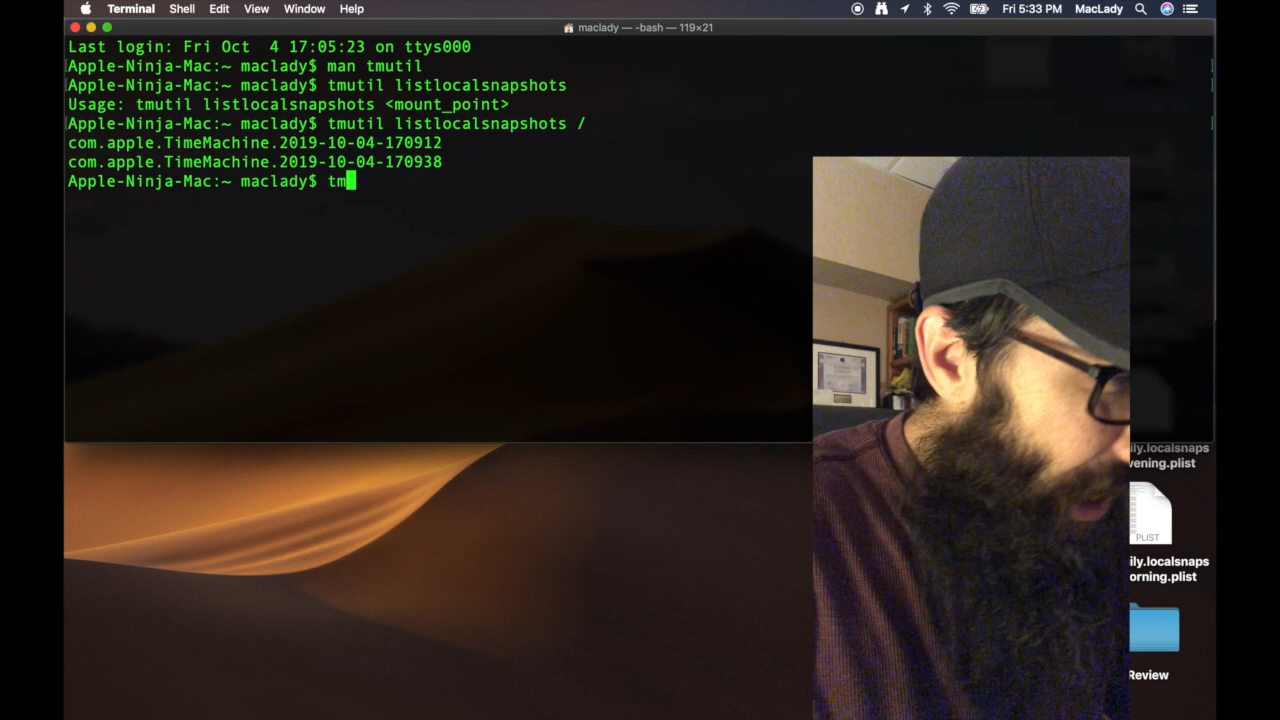 Terminal Shell Edit View Window Help Fri 5:33 PM MacLady
maclady — -bash — 119×21
Last login: Fri Oct  4 17:05:23 on ttys000
Apple-Ninja-Mac:~ maclady$ man tmutil
Apple-Ninja-Mac:~ maclady$ tmutil listlocalsnapshots
Usage: tmutil listlocalsnapshots <mount_point>
Apple-Ninja-Mac:~ maclady$ tmutil listlocalsnapshots /
com.apple.TimeMachine.2019-10-04-170912
com.apple.TimeMachine.2019-10-04-170938
Apple-Ninja-Mac:~ maclady$ tm
ily.localsnaps
vening.plist
PLIST
ily.localsnaps
orning.plist
Review